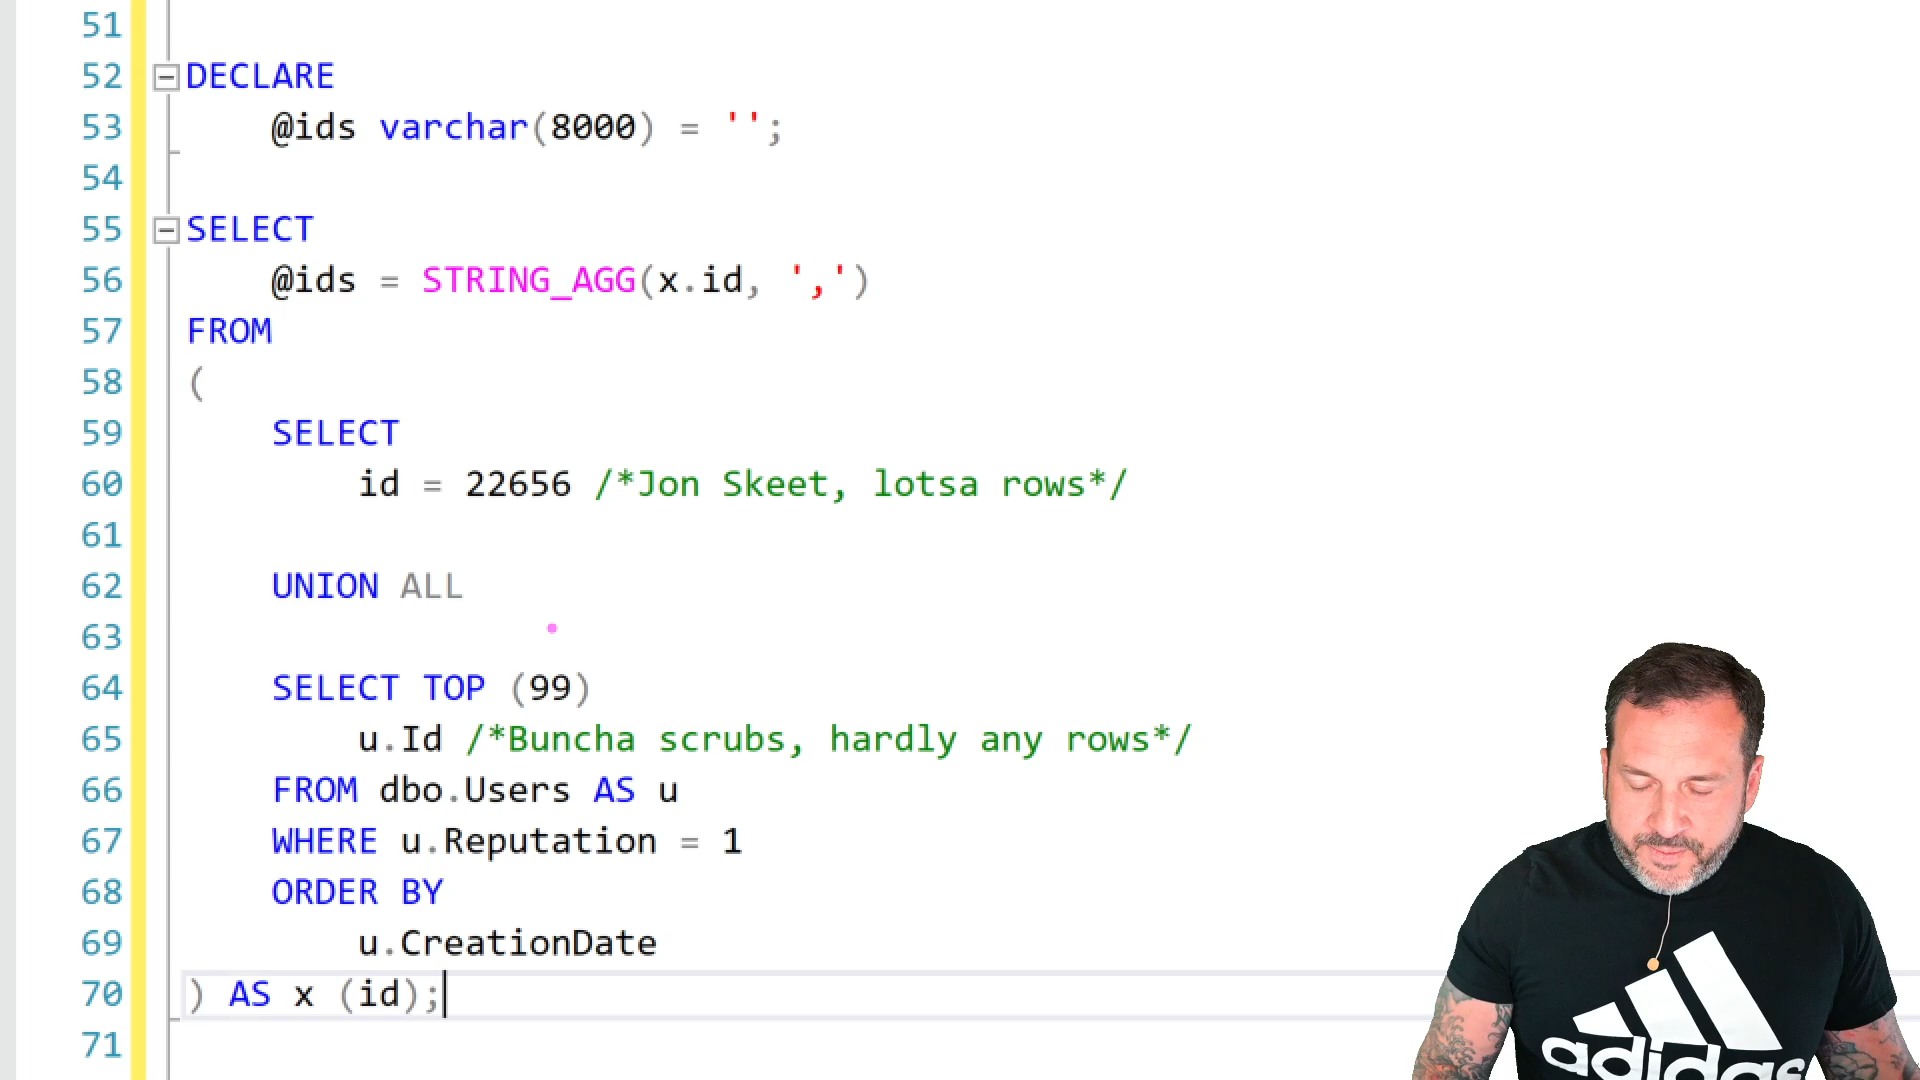 51
52 DECLARE
53 @ids varchar(8000) = '';
54
55 SELECT
56 @ids = STRING_AGG(x.id, ',')
57 FROM
58 (
59 SELECT
60 id = 22656 /*Jon Skeet, lotsa rows*/
61
62 UNION ALL
63
64 SELECT TOP (99)
65 u.Id /*Buncha scrubs, hardly any rows*/
66 FROM dbo.Users AS u
67 WHERE u.Reputation = 1
68 ORDER BY
69 u.CreationDate
70 ) AS x (id);
71
adidas